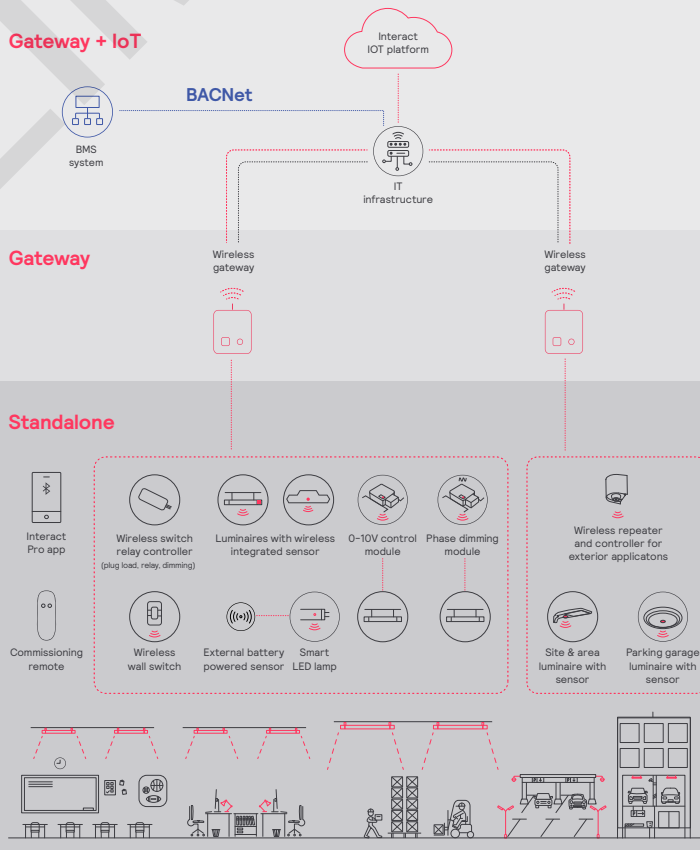 Gateway + IoT
Interact
IOT platform
BACNet
BMS
system
IT
infrastructure
Gateway
Wireless
gateway
Wireless
gateway
Standalone
Interact
Pro app
Wireless switch
relay controller
(plug load, relay, dimming)
Luminaires with wireless
integrated sensor
0-10V control
module
Phase dimming
module
Wireless repeater
and controller for
exterior applicatons
Commissioning
remote
Wireless
wall switch
External battery
powered sensor
Smart
LED lamp
Site & area
luminaire with
sensor
Parking garage
luminaire with
sensor